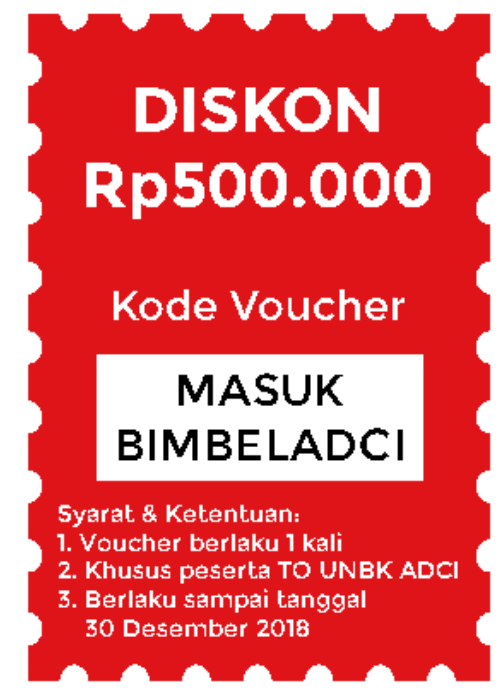 DISKON
Rp500.000
Kode Voucher
MASUK
BIMBELADCI
Syarat & Ketentuan:
1. Voucher berlaku 1 kali
2. Khusus peserta TO UNBK ADCI
3. Berlaku sampai tanggal
30 Desember 2018